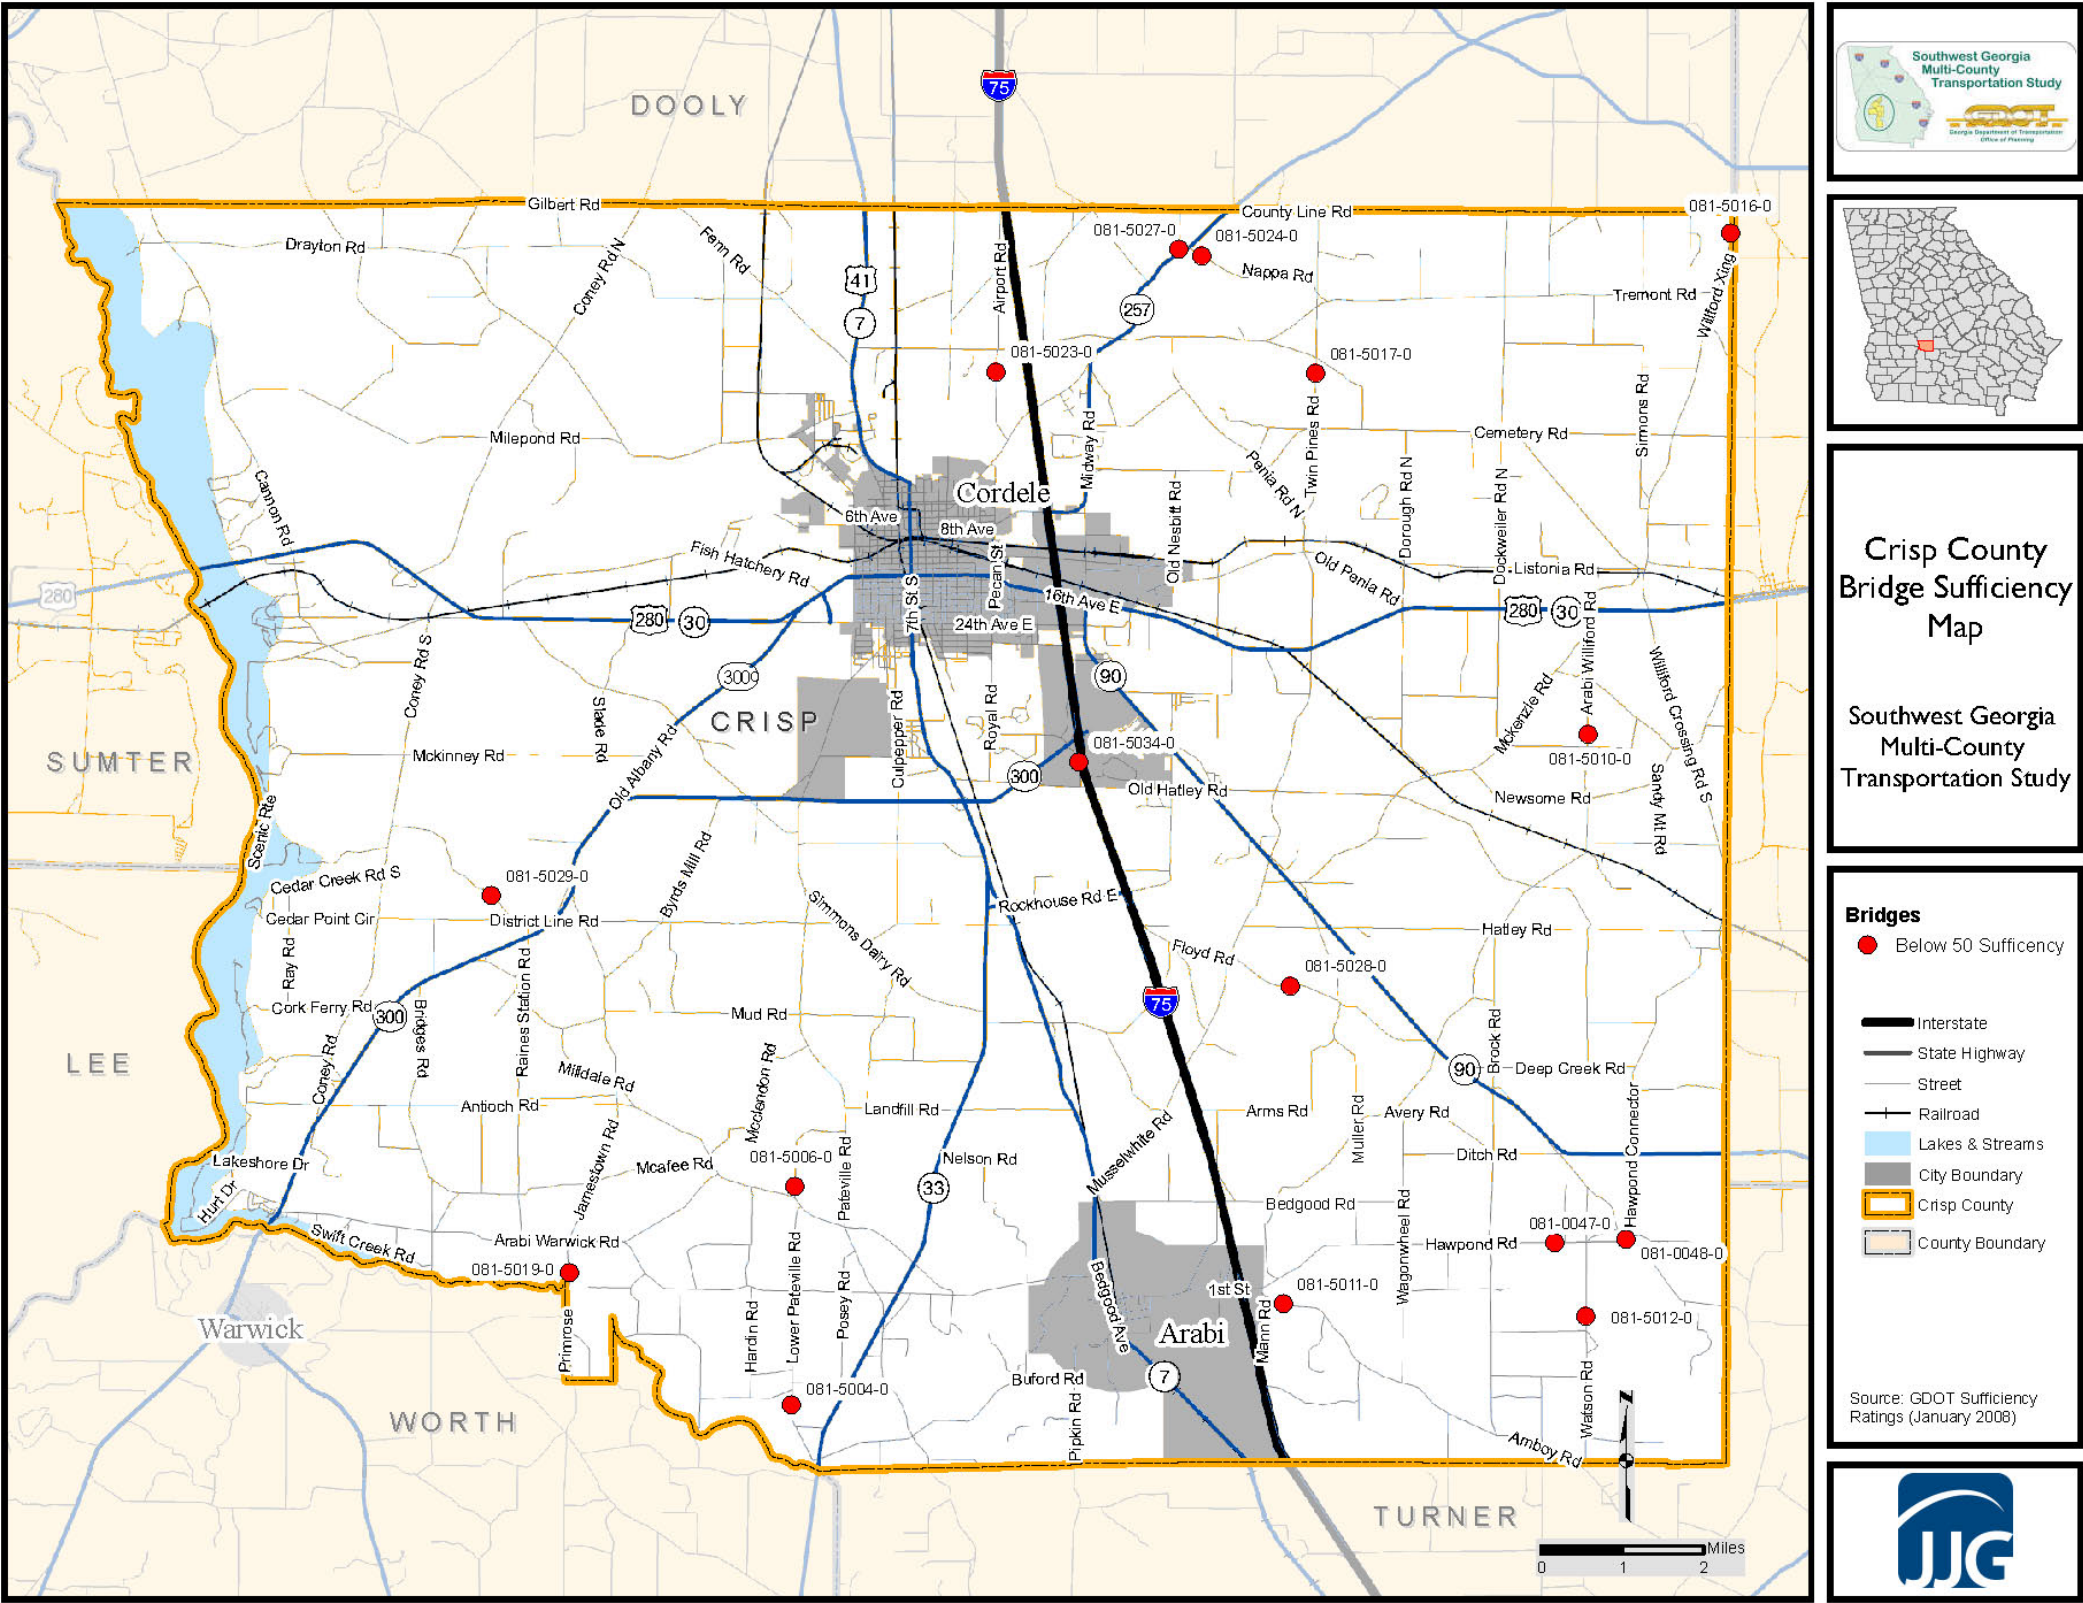 DOOLY
75
Gilbert Rd
County Line Rd
081-5016-0
Drayton Rd
Coney Rd N
Fenn Rd
Airport Rd
081-5027-0
081-5024-0
Nappa Rd
41
7
257
Tremont Rd
Williford Xing
081-5023-0
081-5017-0
Simmons Rd
Milepond Rd
Midway Rd
Twin Pines Rd
Cemetery Rd
Cannon Rd
Cordele
Penia Rd N
Dorough Rd N
Dockweiler Rd N
Old Nesbitt Rd
6th Ave
8th Ave
Fish Hatchery Rd
Pecan St
Old Penia Rd
Listonia Rd
280
280
30
7th St S
16th Ave E
24th Ave E
280
30
Arabi Williford Rd
Coney Rd S
3009
90
Williford Crossing Rd S
Mckenzie Rd
Slade Rd
CRISP
Culpepper Rd
Royal Rd
SUMTER
Mckinney Rd
Old Albany Rd
081-5034-0
300
081-5010-0
Old Hatley Rd
Newsome Rd
Sandy Mt Rd
Scenic Rte
Byrds Mill Rd
Cedar Creek Rd S
081-5029-0
Cedar Point Cir
District Line Rd
Simmons Dairy Rd
Rockhouse Rd E
Hatley Rd
Ray Rd
Raines Station Rd
Floyd Rd
081-5028-0
Cork Ferry Rd
300
Bridges Rd
Mud Rd
75
LEE
Coney Rd
Milldale Rd
Mcclendon Rd
Brock Rd
90
Deep Creek Rd
Antioch Rd
Landfill Rd
Arms Rd
Muller Rd
Avery Rd
Hawpond Connector
Jamestown Rd
Pateville Rd
Musselwhite Rd
Lakeshore Dr
Mcafee Rd
081-5006-0
Nelson Rd
Ditch Rd
33
Hurt Dr
Bedgood Rd
Wagonwheel Rd
Swift Creek Rd
Arabi Warwick Rd
Lower Pateville Rd
Hawpond Rd
081-0047-0
081-0048-0
081-5019-0
Posey Rd
Bedgood Ave
1st St
081-5011-0
Warwick
Primrose
Hardin Rd
Arabi
Mann Rd
081-5012-0
081-5004-0
Buford Rd
7
Pipkin Rd
Watson Rd
WORTH
Amboy Rd
N
TURNER
Miles
0 1 2
Southwest Georgia
Multi-County
Transportation Study
GDOT
Georgia Department of Transportation
Office of Planning
Crisp County
Bridge Sufficiency
Map
Southwest Georgia
Multi-County
Transportation Study
Bridges
Below 50 Sufficency
Interstate
State Highway
Street
Railroad
Lakes & Streams
City Boundary
Crisp County
County Boundary
Source: GDOT Sufficiency
Ratings (January 2008)
JJG